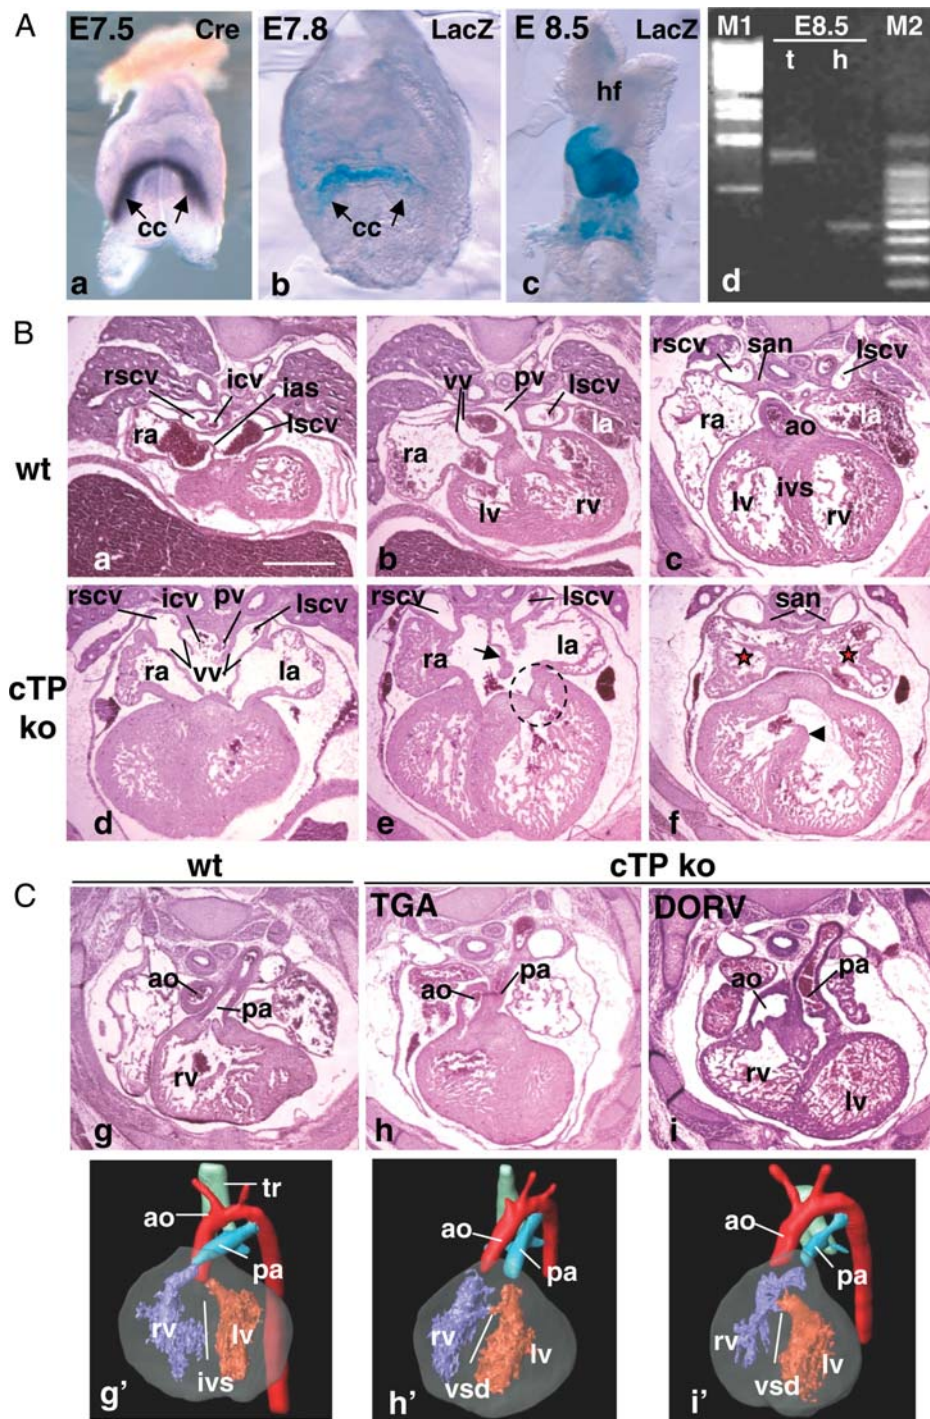 A
E7.5 Cre
cc
a
E7.8 LacZ
cc
b
E 8.5 LacZ
hf
c
M1 E8.5 M2
t h
d
B
wt
rscv icv ias lscv
ra
a
vv pv lscv
la
ra
lv rv
b
rscv san lscv
la
ra ao
ivs
lv rv
c
cTP ko
rscv icv pv lscv
ra vv la
d
rscv lscv
ra la
e
san
f
wt cTP ko
C
ao
pa
rv
g
TGA
ao pa
h
DORV
ao pa
rv
lv
i
tr
ao
pa
rv lv
ivs
g'
ao
pa
rv lv
vsd
h'
ao
pa
rv lv
vsd
i'